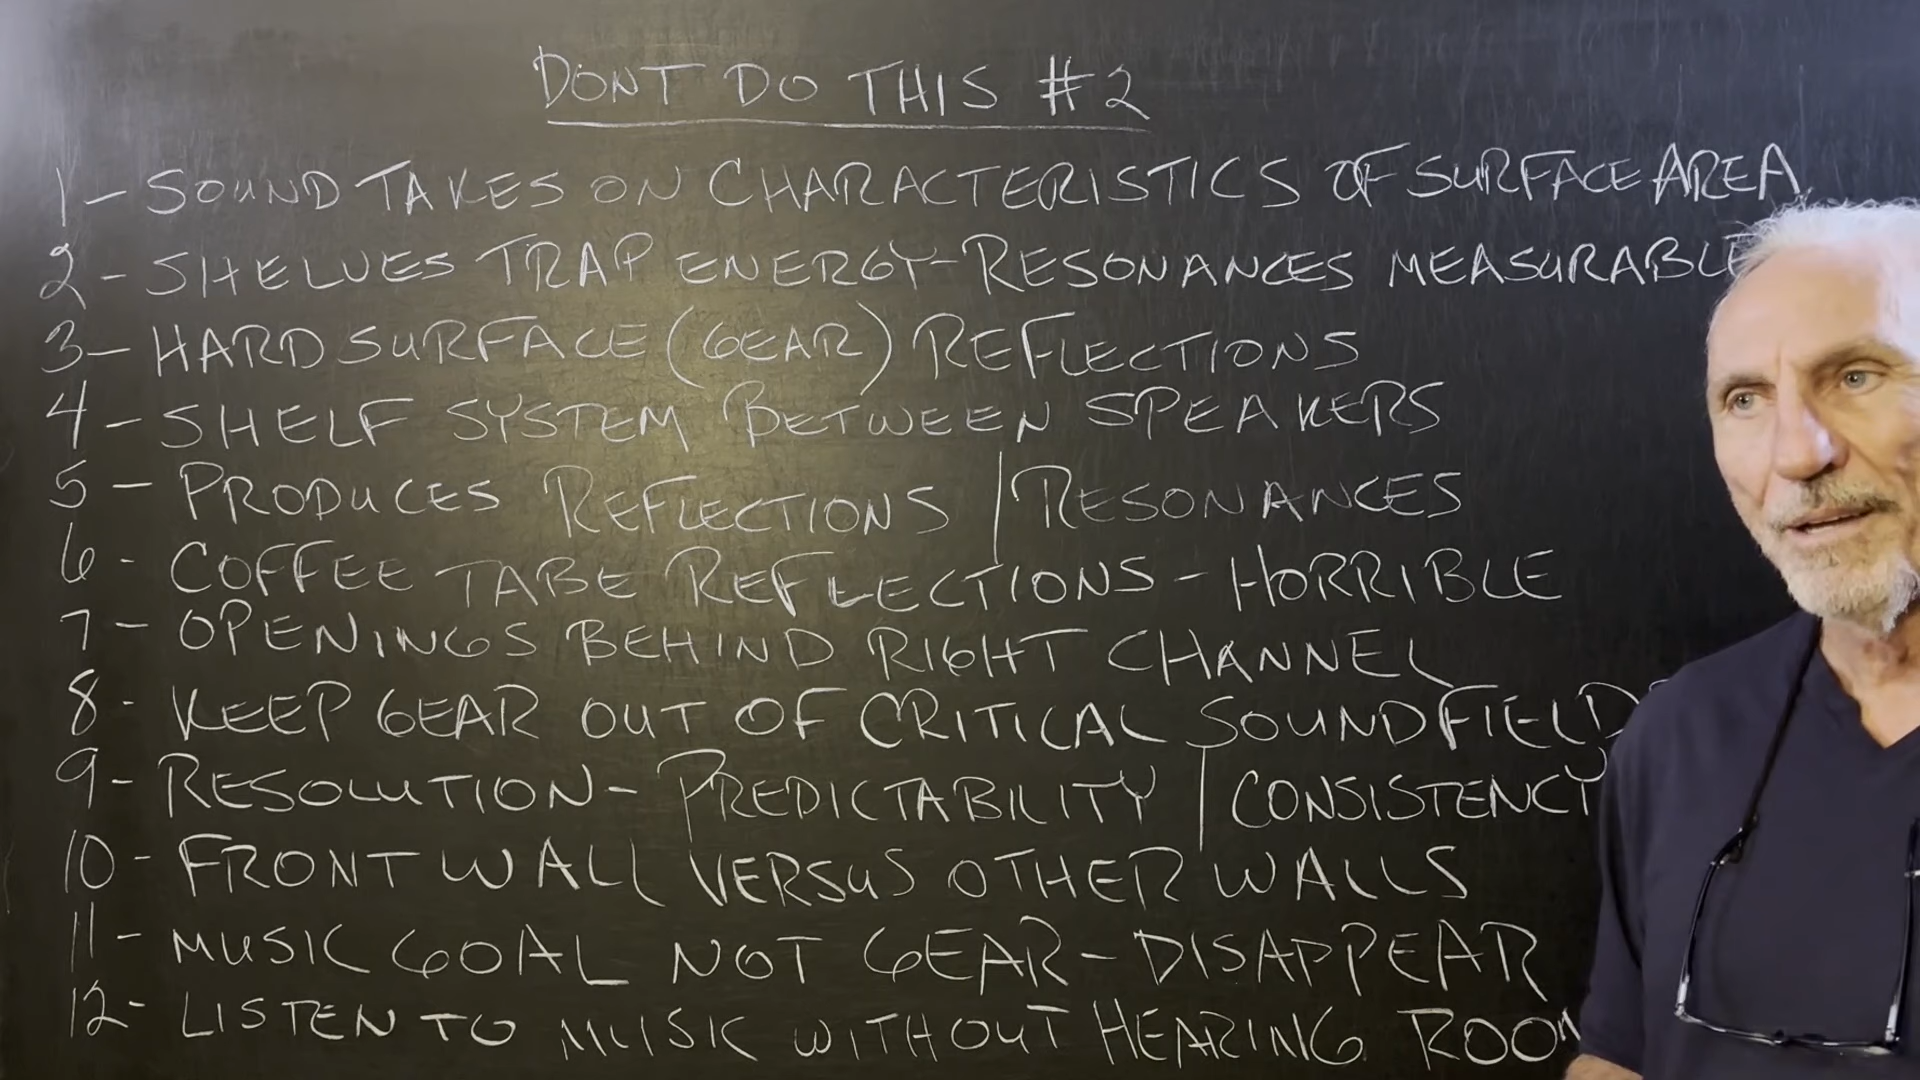 DONT DO THIS #2
1- SOUND TAKES ON CHARACTERISTICS OF SURFACE AREA
2- SHELVES TRAP ENERGY-RESONANCES MEASURABLE
3- HARD SURFACE (GEAR) REFLECTIONS
4- SHELF SYSTEM BETWEEN SPEAKERS
5- PRODUCES REFLECTIONS / RESONANCES
6- COFFEE TABE REFLECTIONS - HORRIBLE
7- OPENINGS BEHIND RIGHT CHANNEL
8- KEEP GEAR OUT OF CRITICAL SOUNDFIELD
9- RESOLUTION- PREDICTABILITY / CONSISTENCY
10- FRONT WALL VERSUS OTHER WALLS
11- MUSIC GOAL NOT GEAR- DISAPPEAR
12- LISTEN TO MUSIC WITHOUT HEARING ROOM